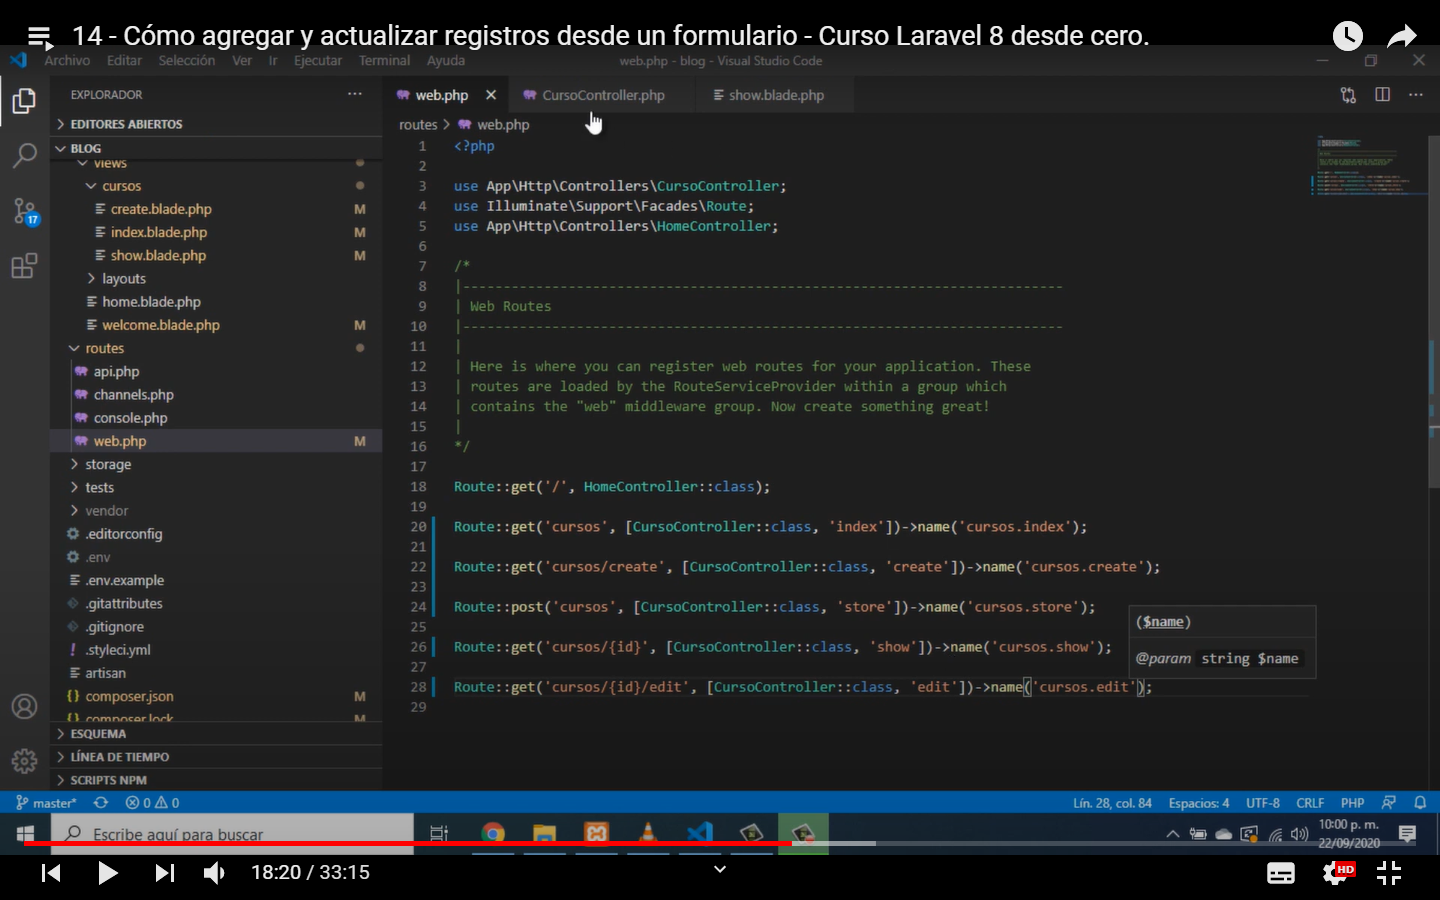 14 - Cómo agregar y actualizar registros desde un formulario - Curso Laravel 8 desde cero.
Archivo Editar Selección Ver Ir Ejecutar Terminal Ayuda
web.php - blog - Visual Studio Code
EXPLORADOR
web.php
CursoController.php
show.blade.php
EDITORES ABIERTOS
routes > web.php
BLOG
views
cursos
create.blade.php M
index.blade.php M
show.blade.php M
layouts
home.blade.php
welcome.blade.php M
routes
api.php
channels.php
console.php
web.php M
storage
tests
vendor
.editorconfig
.env
.env.example
.gitattributes
.gitignore
.styleci.yml
artisan
composer.json M
composer.lock M
ESQUEMA
LÍNEA DE TIEMPO
SCRIPTS NPM
17
1 <?php
2
3 use App\Http\Controllers\CursoController;
4 use Illuminate\Support\Facades\Route;
5 use App\Http\Controllers\HomeController;
6
7 /*
8 |--------------------------------------------------------------------------
9 | Web Routes
10 |--------------------------------------------------------------------------
11 |
12 | Here is where you can register web routes for your application. These
13 | routes are loaded by the RouteServiceProvider within a group which
14 | contains the "web" middleware group. Now create something great!
15 |
16 */
17
18 Route::get('/', HomeController::class);
19
20 Route::get('cursos', [CursoController::class, 'index'])->name('cursos.index');
21
22 Route::get('cursos/create', [CursoController::class, 'create'])->name('cursos.create');
23
24 Route::post('cursos', [CursoController::class, 'store'])->name('cursos.store');
25
26 Route::get('cursos/{id}', [CursoController::class, 'show'])->name('cursos.show');
27
28 Route::get('cursos/{id}/edit', [CursoController::class, 'edit'])->name('cursos.edit');
29
($name)
@param string $name
master* 0 0
Lín. 28, col. 84 Espacios: 4 UTF-8 CRLF PHP
Escribe aquí para buscar
10:00 p. m.
22/09/2020
18:20 / 33:15
HD